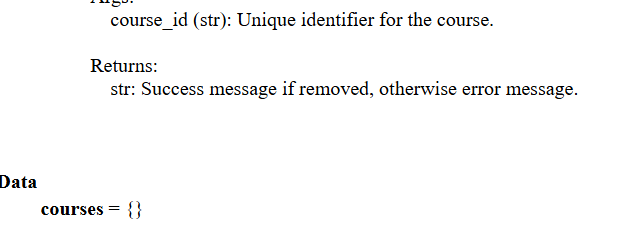 course_id (str): Unique identifier for the course.
Returns:
str: Success message if removed, otherwise error message.
Data
courses = {}